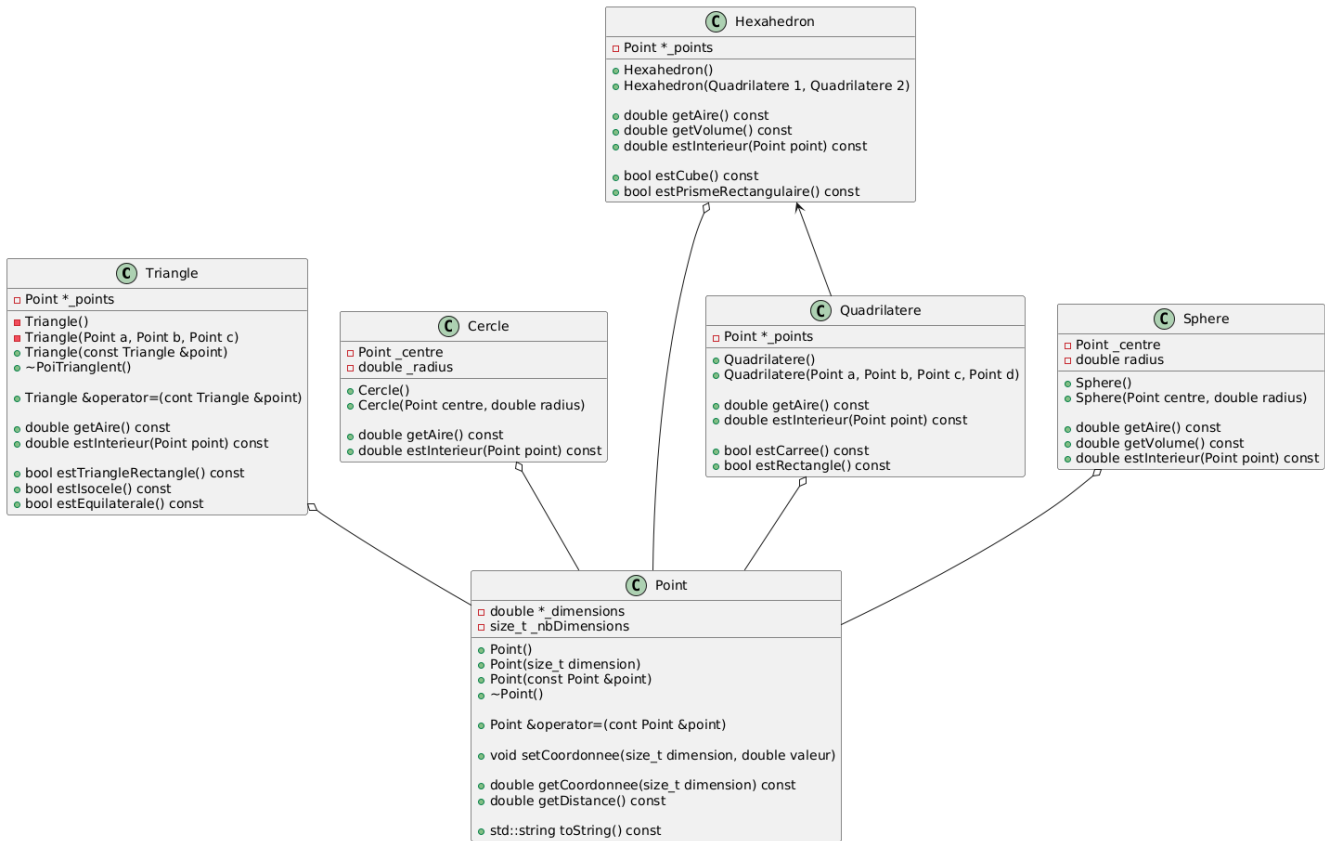 C Hexahedron
Point *_points
Hexahedron()
Hexahedron(Quadrilatere 1, Quadrilatere 2)
double getAire() const
double getVolume() const
double estInterieur(Point point) const
bool estCube() const
bool estPrismeRectangulaire() const
C Triangle
Point *_points
Triangle()
Triangle(Point a, Point b, Point c)
Triangle(const Triangle &point)
~PoiTrianglent()
Triangle &operator=(cont Triangle &point)
double getAire() const
double estInterieur(Point point) const
bool estTriangleRectangle() const
bool estIsocele() const
bool estEquilaterale() const
C Cercle
Point _centre
double _radius
Cercle()
Cercle(Point centre, double radius)
double getAire() const
double estInterieur(Point point) const
C Quadrilatere
Point *_points
Quadrilatere()
Quadrilatere(Point a, Point b, Point c, Point d)
double getAire() const
double estInterieur(Point point) const
bool estCarree() const
bool estRectangle() const
C Sphere
Point _centre
double radius
Sphere()
Sphere(Point centre, double radius)
double getAire() const
double getVolume() const
double estInterieur(Point point) const
C Point
double *_dimensions
size_t _nbDimensions
Point()
Point(size_t dimension)
Point(const Point &point)
~Point()
Point &operator=(cont Point &point)
void setCoordonnee(size_t dimension, double valeur)
double getCoordonnee(size_t dimension) const
double getDistance() const
std::string toString() const